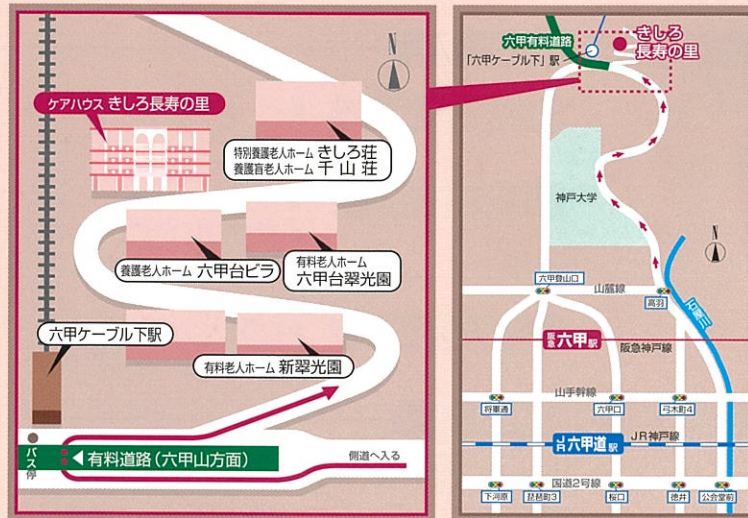 N
ケアハウス きしろ長寿の里
特別養護老人ホーム きしろ荘
養護盲老人ホーム 千山荘
養護老人ホーム 六甲台ビラ
有料老人ホーム
六甲台翠光園
六甲ケーブル下駅
有料老人ホーム 新翠光園
バス停
有料道路(六甲山方面)
側道へ入る
六甲有料道路
「六甲ケーブル下」駅
きしろ
長寿の里
神戸大学
N
六甲登山口
山麓線
高羽
石屋川
阪急 六甲駅
阪急神戸線
山手幹線
将軍通
六甲口
弓木町4
JR 六甲道駅
JR神戸線
国道2号線
下河原
琵琶町3
桜口
徳井
公会堂前